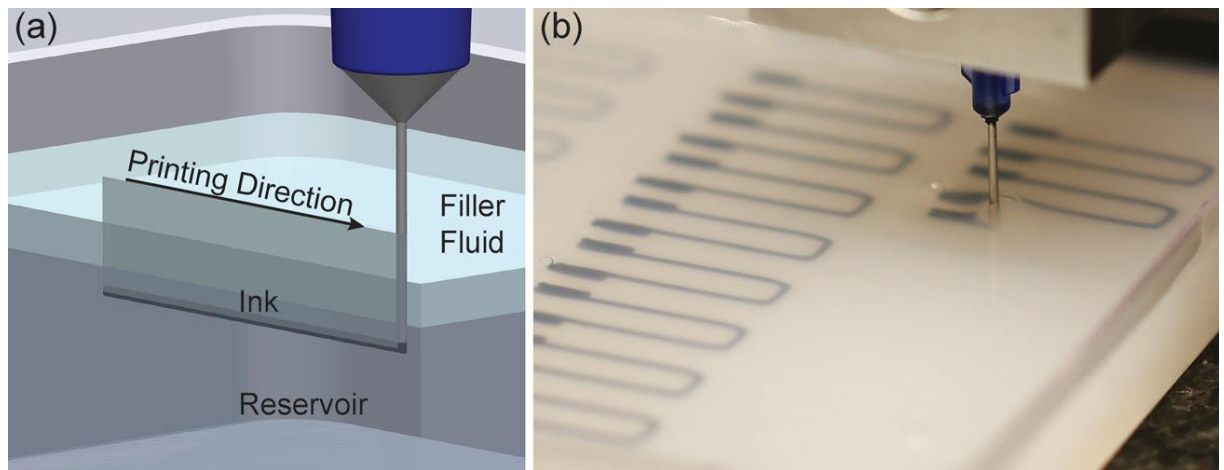 (a)
Printing Direction
Filler
Fluid
Ink
Reservoir
(b)